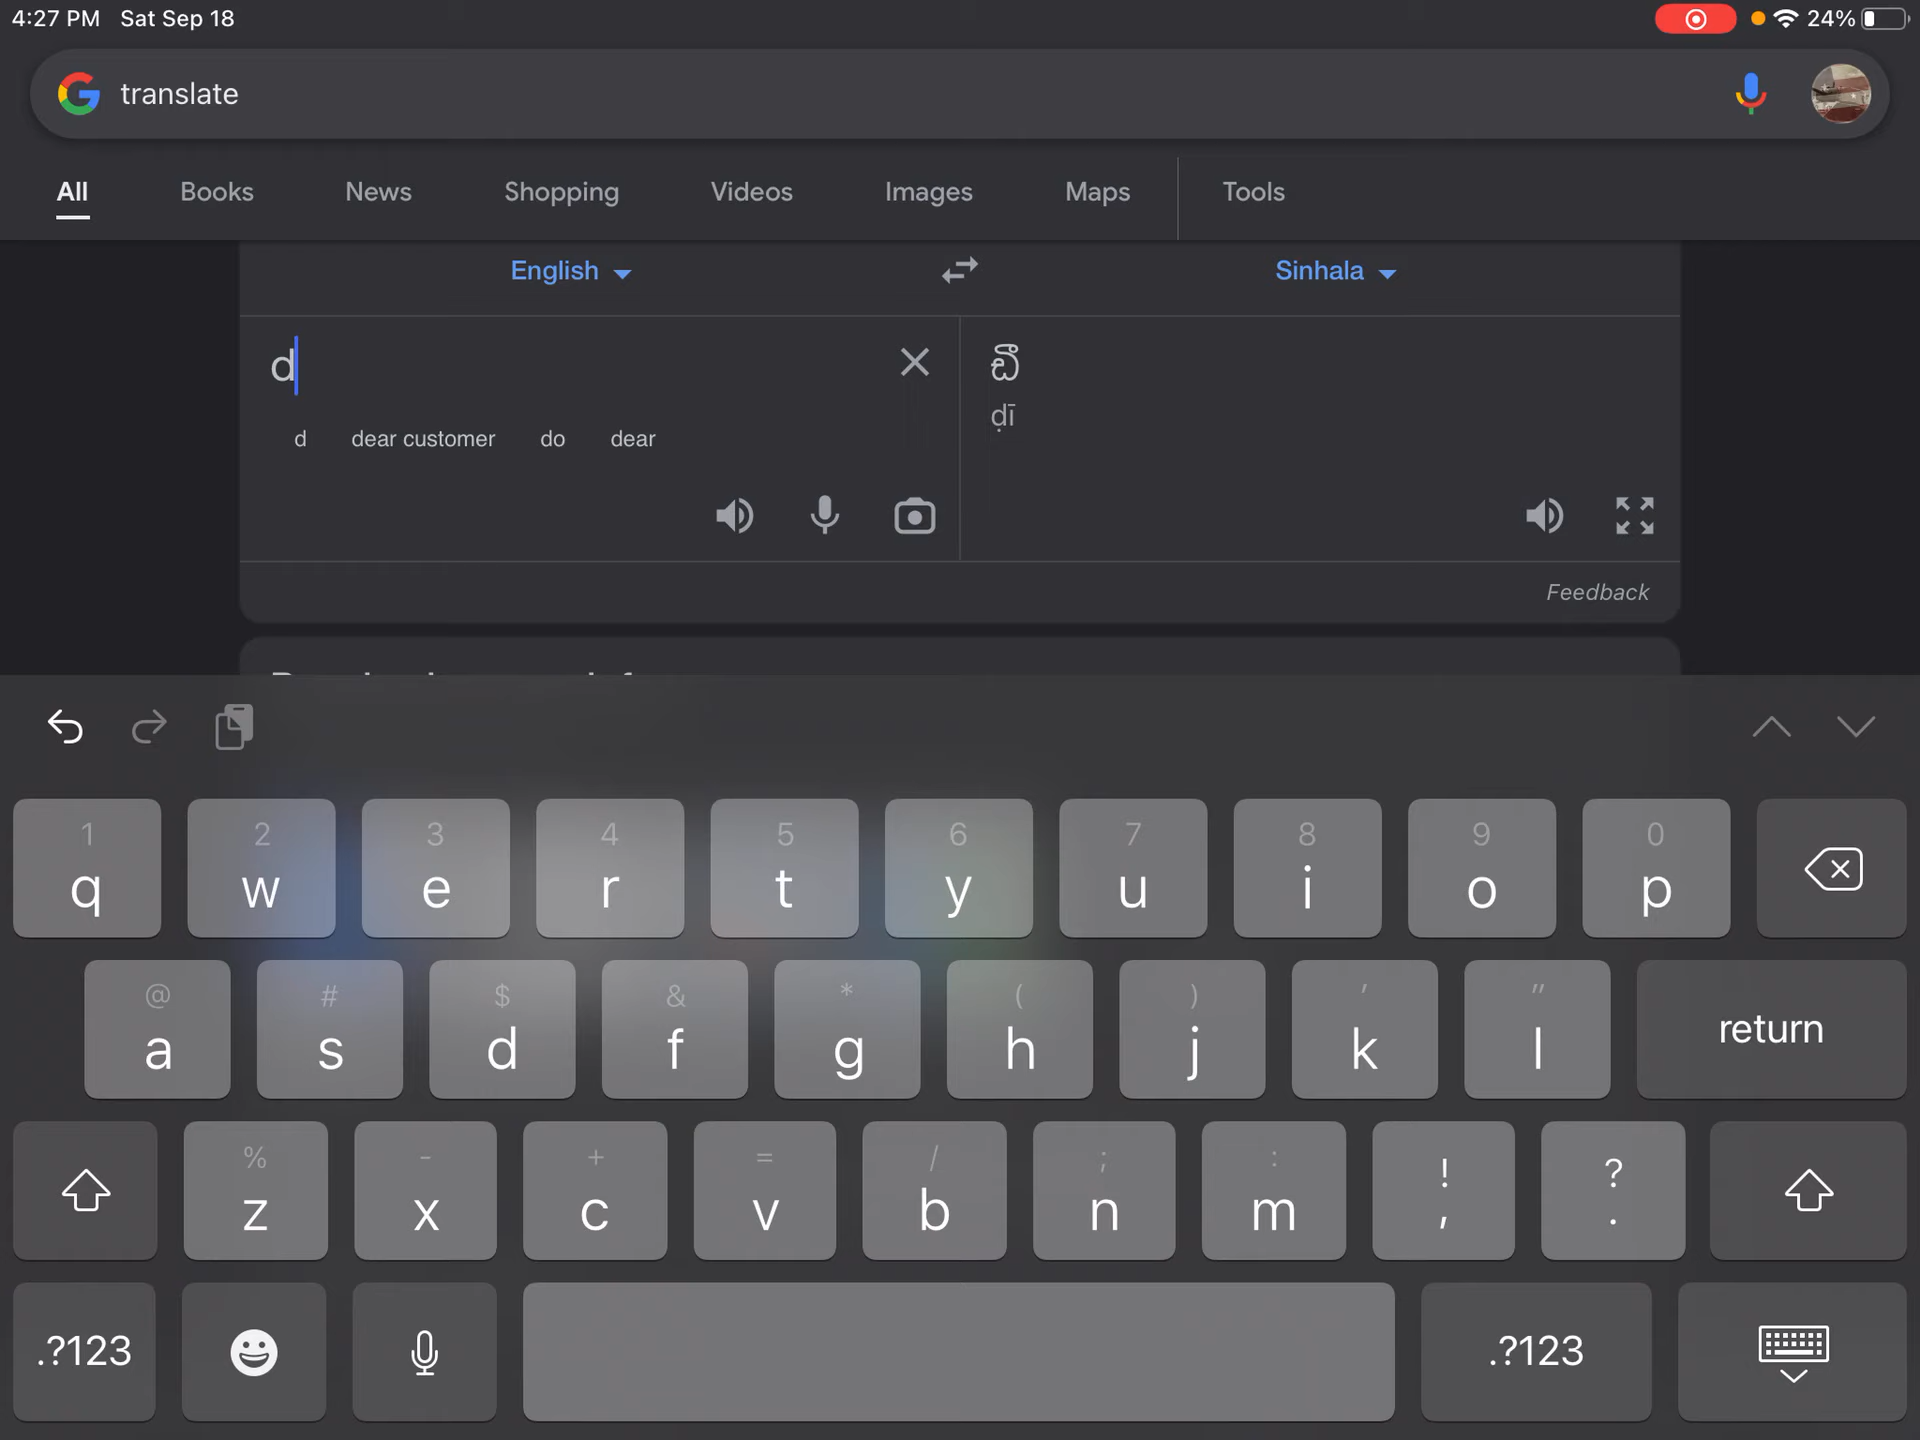 4:27 PM Sat Sep 18 24%
translate
All Books News Shopping Videos Images Maps Tools
English Sinhala
d
ඩී
ḍī
d dear customer do dear
Feedback
1 2 3 4 5 6 7 8 9 0
q w e r t y u i o p
@ # $ & * ( ) ' "
a s d f g h j k l return
% - + = / ; : ! ?
z x c v b n m , .
.?123 .?123